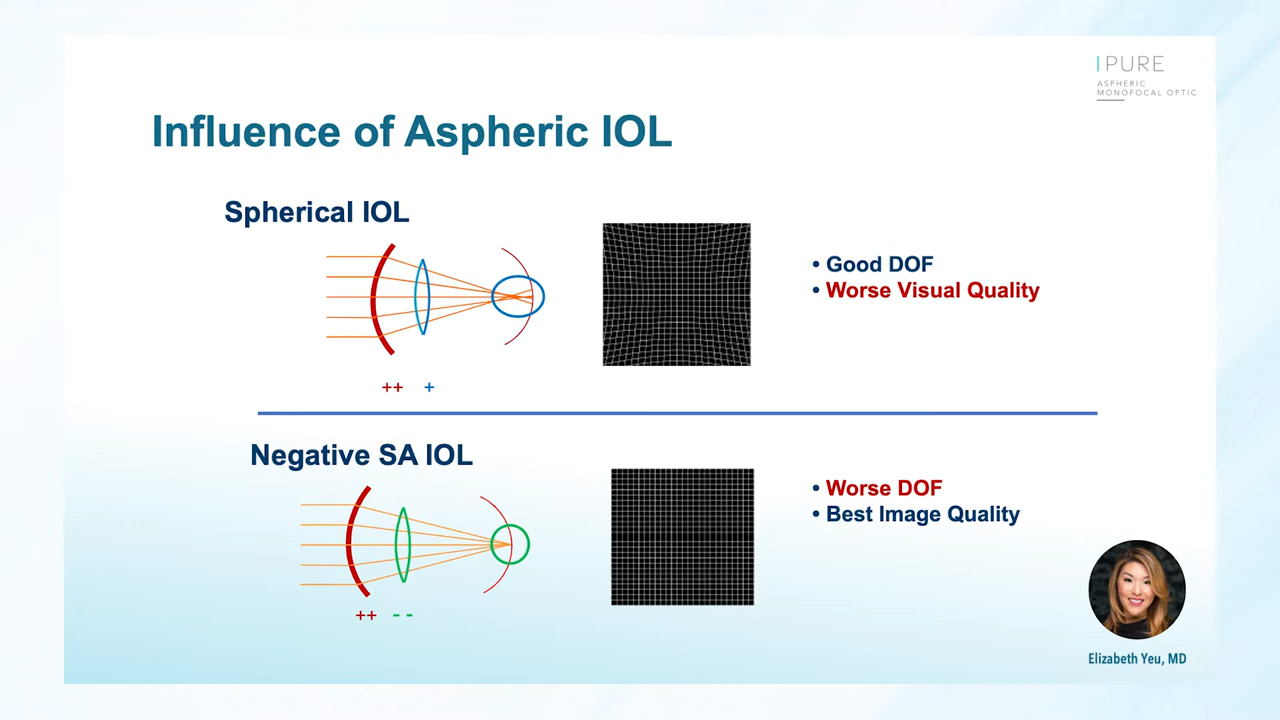 IPURE
ASPHERIC
MONOFOCAL OPTIC
Influence of Aspheric IOL
Spherical IOL
• Good DOF
• Worse Visual Quality
++ +
Negative SA IOL
• Worse DOF
• Best Image Quality
++ - -
Elizabeth Yeu, MD